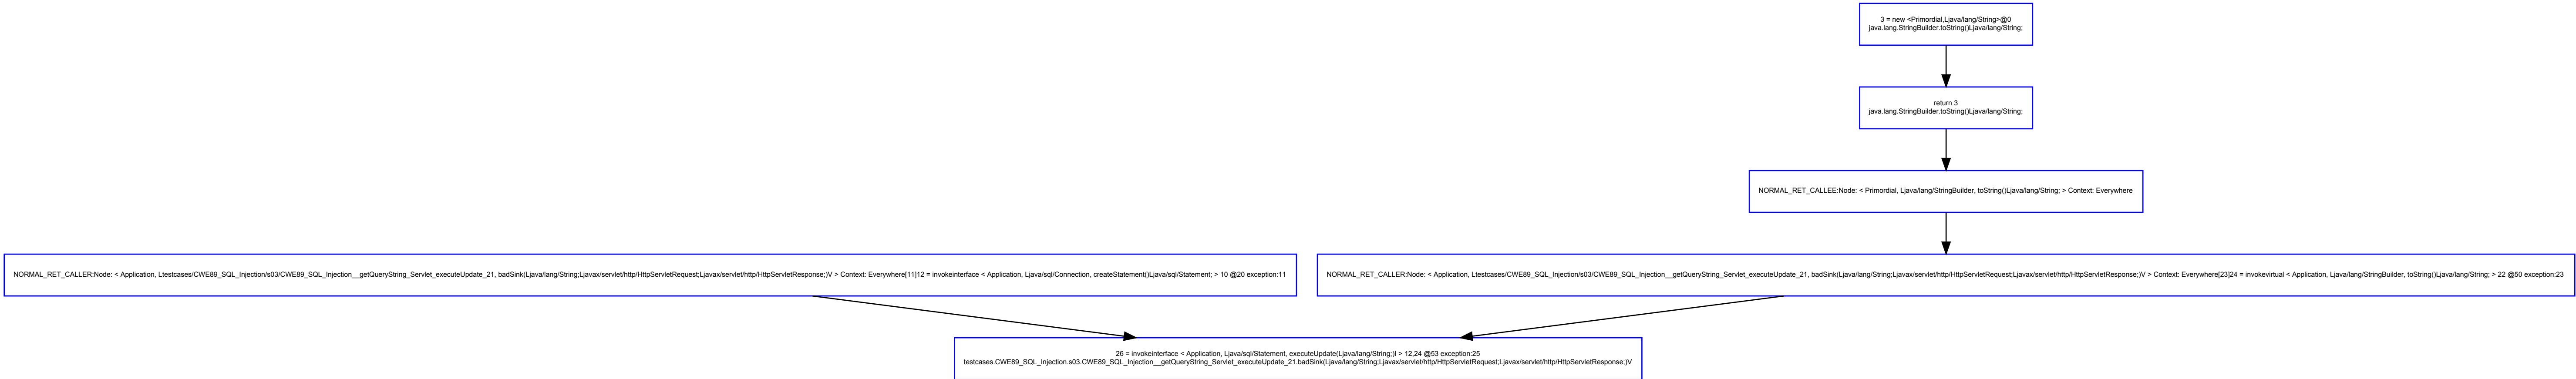 3 = new <Primordial,Ljava/lang/String>@0
java.lang.StringBuilder.toString()Ljava/lang/String;
return 3
java.lang.StringBuilder.toString()Ljava/lang/String;
NORMAL_RET_CALLEE:Node: < Primordial, Ljava/lang/StringBuilder, toString()Ljava/lang/String; > Context: Everywhere
NORMAL_RET_CALLER:Node: < Application, Ltestcases/CWE89_SQL_Injection/s03/CWE89_SQL_Injection__getQueryString_Servlet_executeUpdate_21, badSink(Ljava/lang/String;Ljavax/servlet/http/HttpServletRequest;Ljavax/servlet/http/HttpServletResponse;)V > Context: Everywhere[11]12 = invokeinterface < Application, Ljava/sql/Connection, createStatement()Ljava/sql/Statement; > 10 @20 exception:11
NORMAL_RET_CALLER:Node: < Application, Ltestcases/CWE89_SQL_Injection/s03/CWE89_SQL_Injection__getQueryString_Servlet_executeUpdate_21, badSink(Ljava/lang/String;Ljavax/servlet/http/HttpServletRequest;Ljavax/servlet/http/HttpServletResponse;)V > Context: Everywhere[23]24 = invokevirtual < Application, Ljava/lang/StringBuilder, toString()Ljava/lang/String; > 22 @50 exception:23
26 = invokeinterface < Application, Ljava/sql/Statement, executeUpdate(Ljava/lang/String;)I > 12,24 @53 exception:25
testcases.CWE89_SQL_Injection.s03.CWE89_SQL_Injection__getQueryString_Servlet_executeUpdate_21.badSink(Ljava/lang/String;Ljavax/servlet/http/HttpServletRequest;Ljavax/servlet/http/HttpServletResponse;)V